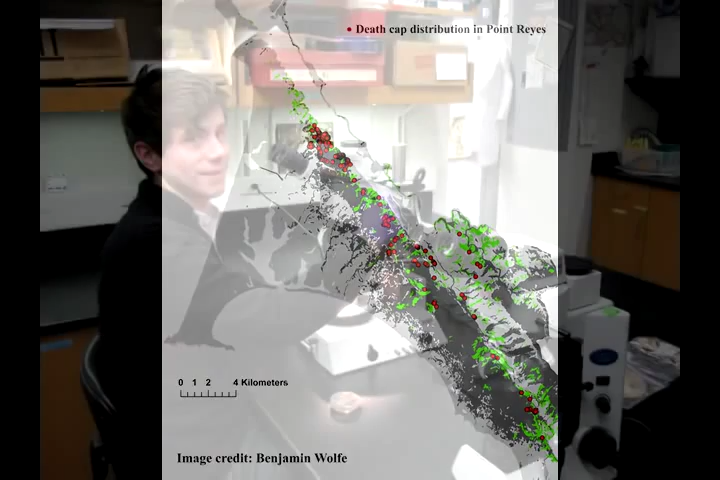 • Death cap distribution in Point Reyes
0 1 2 4 Kilometers
Image credit: Benjamin Wolfe